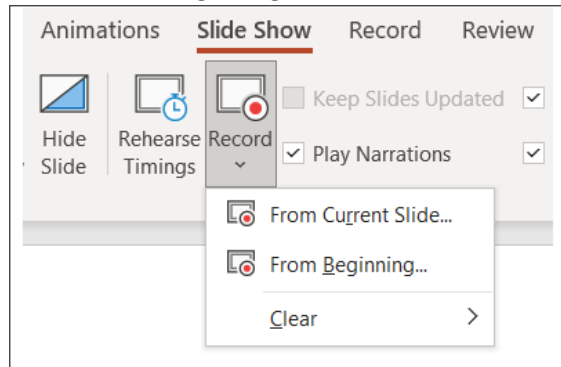 Animations Slide Show Record Review
Hide Slide
Rehearse Timings
Record
Keep Slides Updated
Play Narrations
From Current Slide...
From Beginning...
Clear